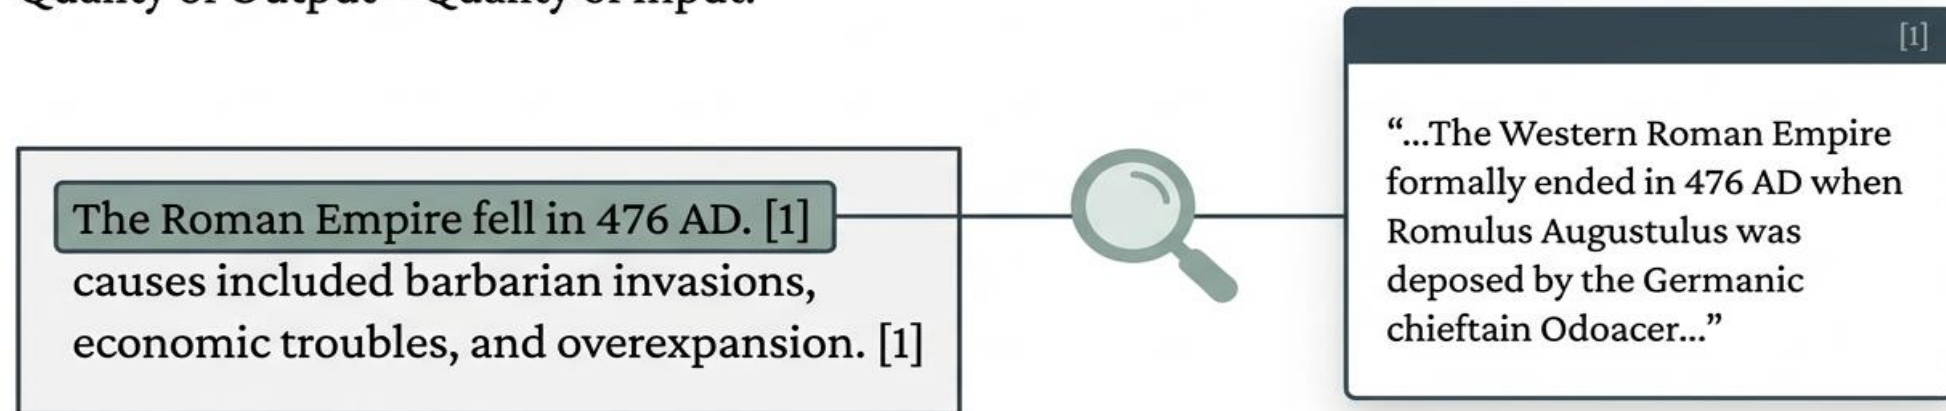 The Roman Empire fell in 476 AD. [1]
causes included barbarian invasions,
economic troubles, and overexpansion. [1]
[1]
“...The Western Roman Empire
formally ended in 476 AD when
Romulus Augustulus was
deposed by the Germanic
chieftain Odoacer...”